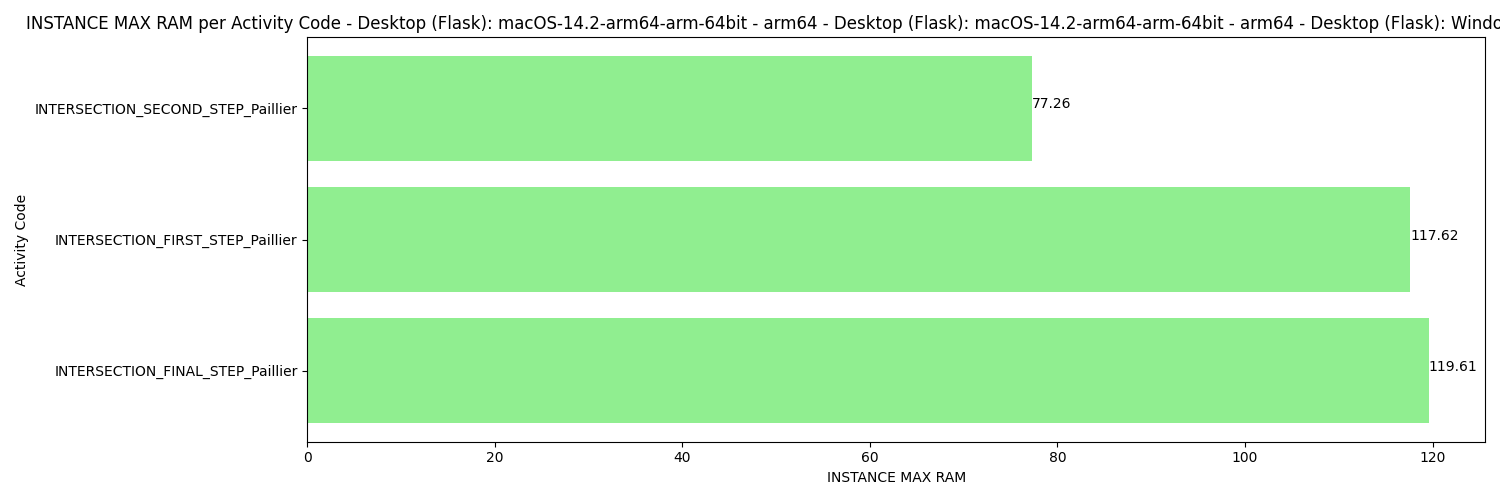 INSTANCE MAX RAM per Activity Code - Desktop (Flask): macOS-14.2-arm64-arm-64bit - arm64 - Desktop (Flask): macOS-14.2-arm64-arm-64bit - arm64 - Desktop (Flask): Windo
INTERSECTION_SECOND_STEP_Paillier
77.26
INTERSECTION_FIRST_STEP_Paillier
117.62
INTERSECTION_FINAL_STEP_Paillier
119.61
Activity Code
0 20 40 60 80 100 120
INSTANCE MAX RAM